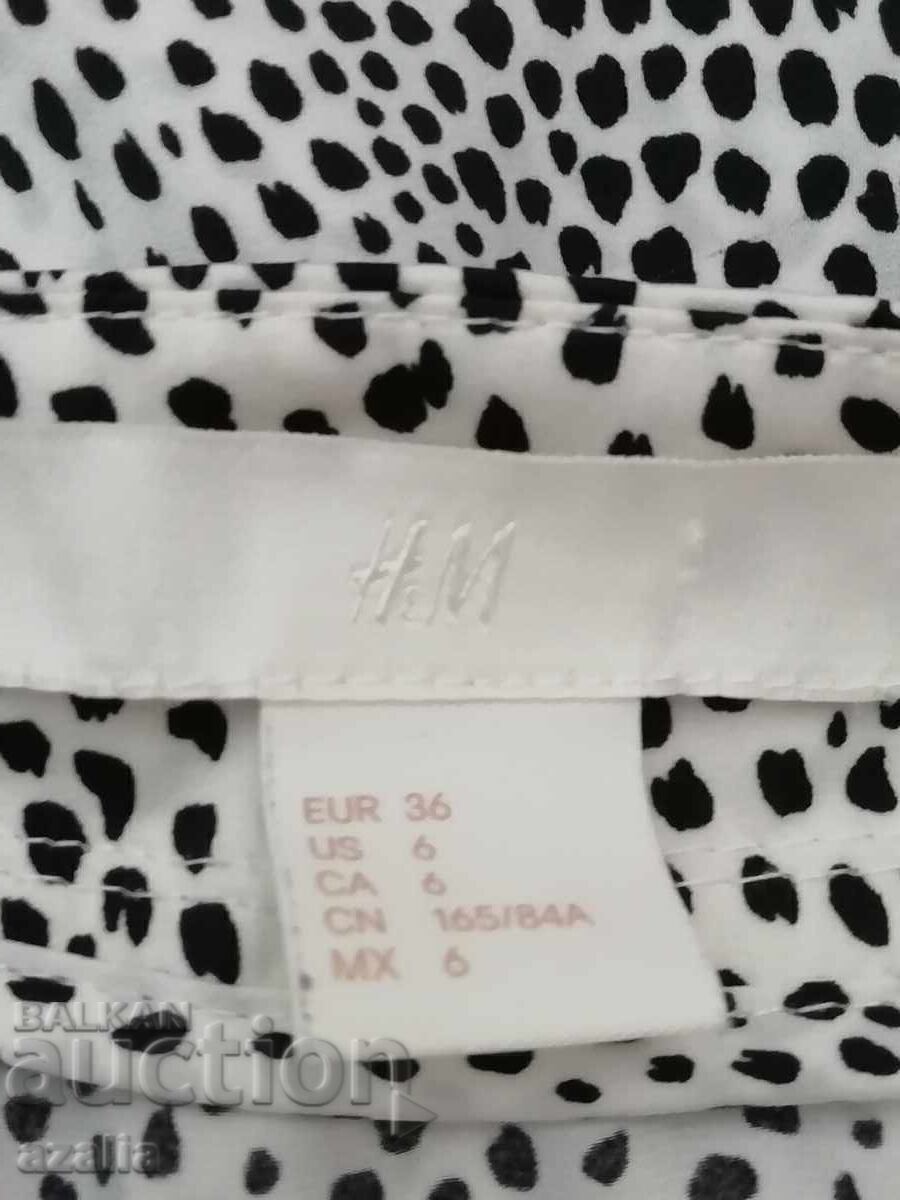 H&M
EUR 36
US 6
CA 6
CN 165/84A
MX 6
BALKAN
auction
azalia